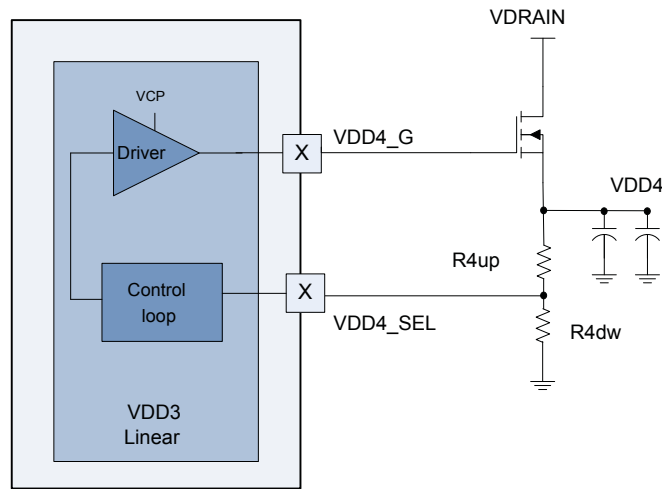 VDRAIN
VCP
Driver
X
VDD4_G
VDD4
R4up
Control
loop
X
VDD4_SEL
R4dw
VDD3
Linear